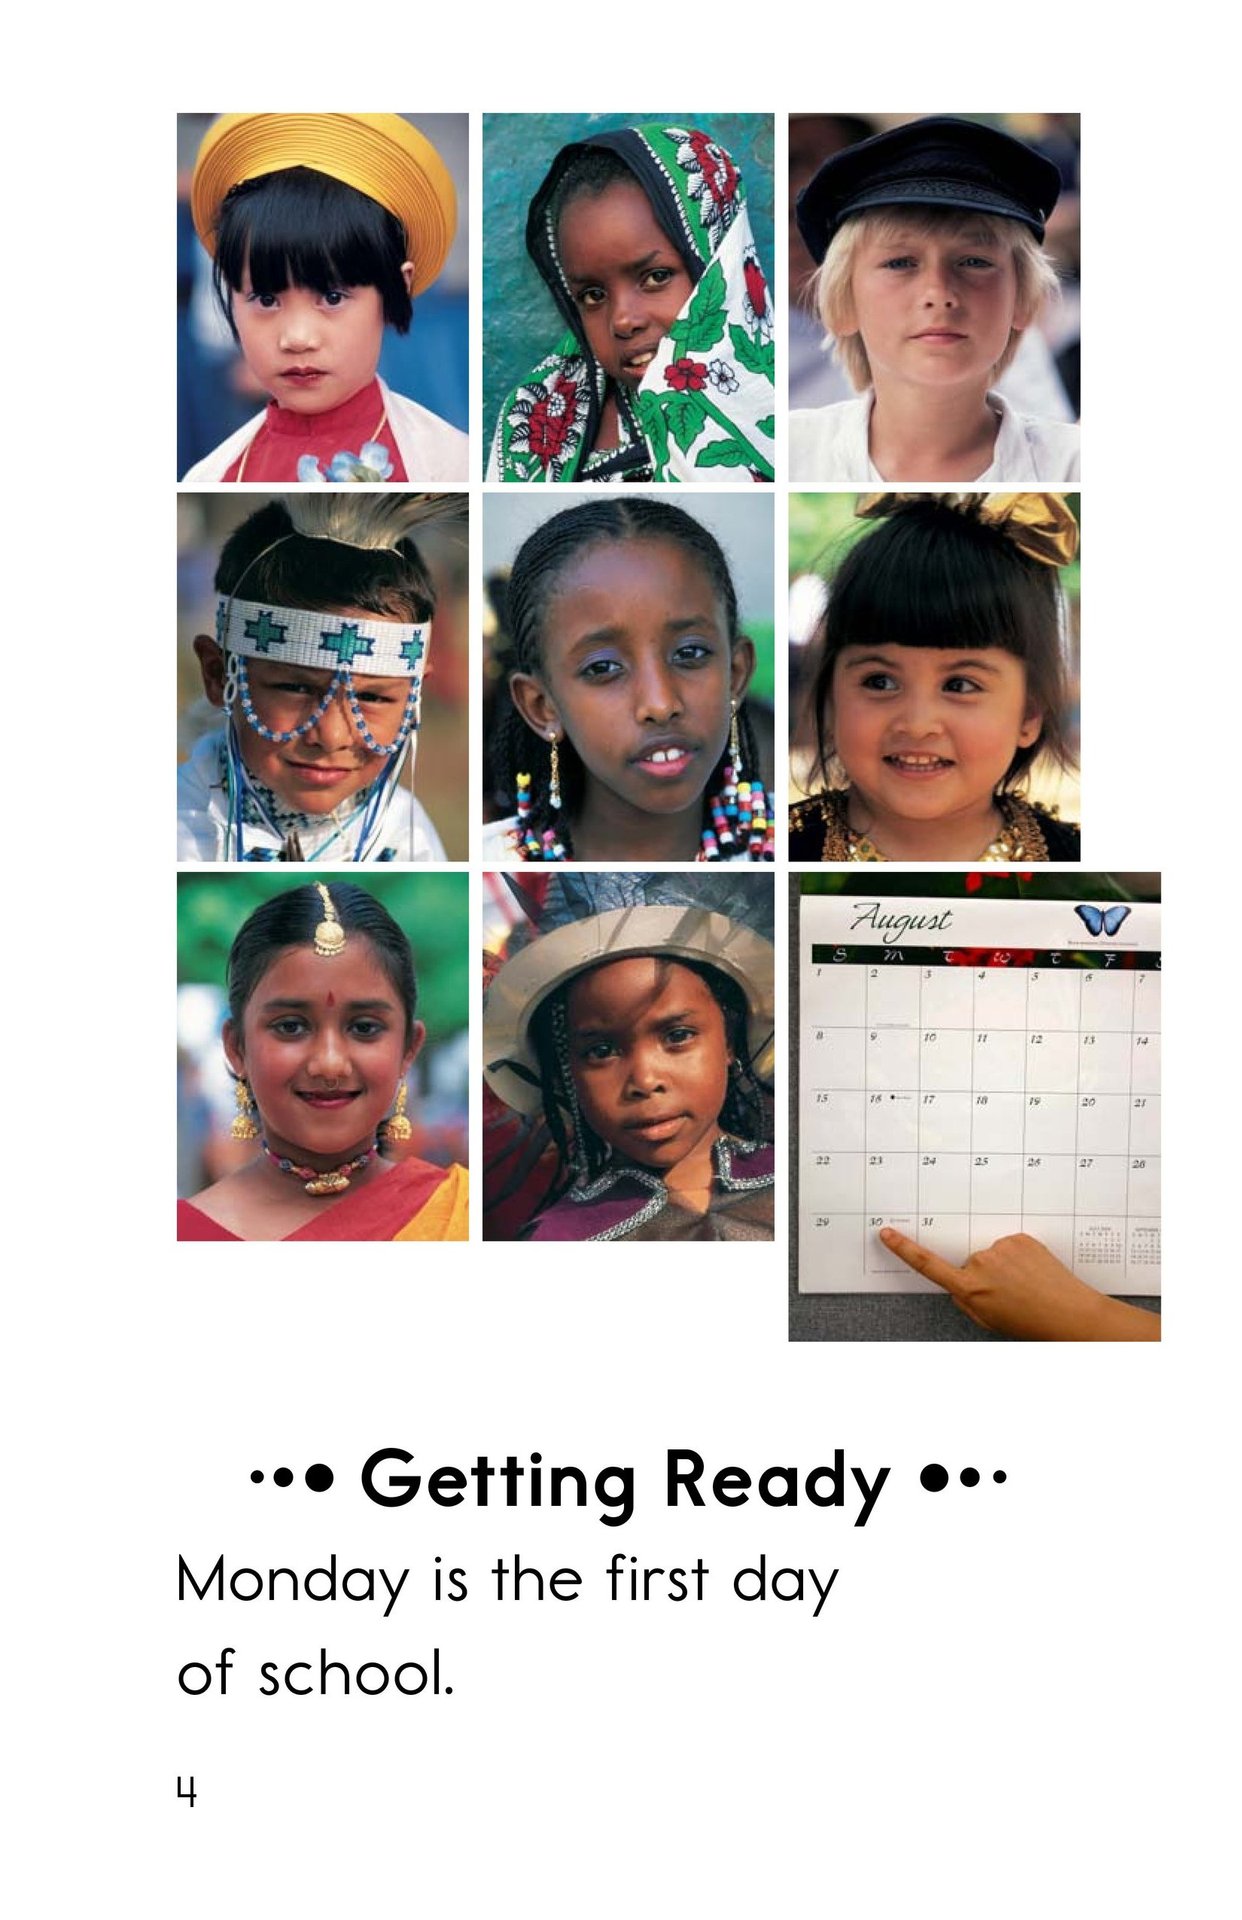 August
S M T W T F S
1 2 3 4 5 6 7
8 9 10 11 12 13 14
15 16 17 18 19 20 21
22 23 24 25 26 27 28
29 30 31
••• Getting Ready •••
Monday is the first day
of school.
4